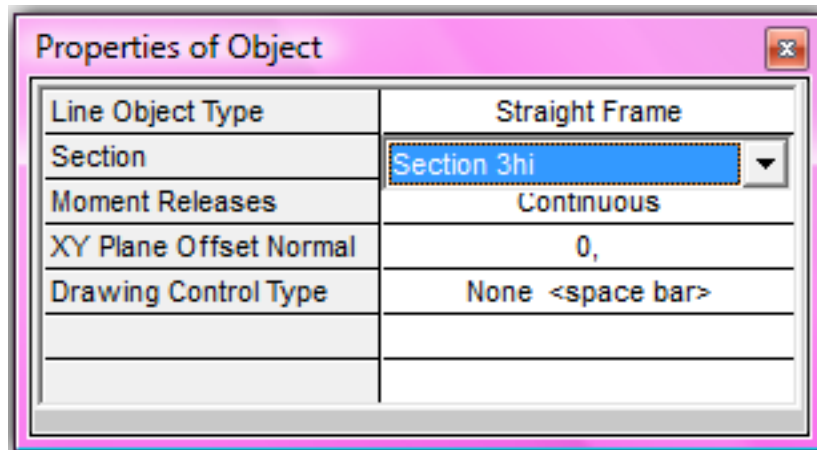 Properties of Object
Line Object Type Straight Frame
Section Section 3hi
Moment Releases Continuous
XY Plane Offset Normal 0,
Drawing Control Type None <space bar>